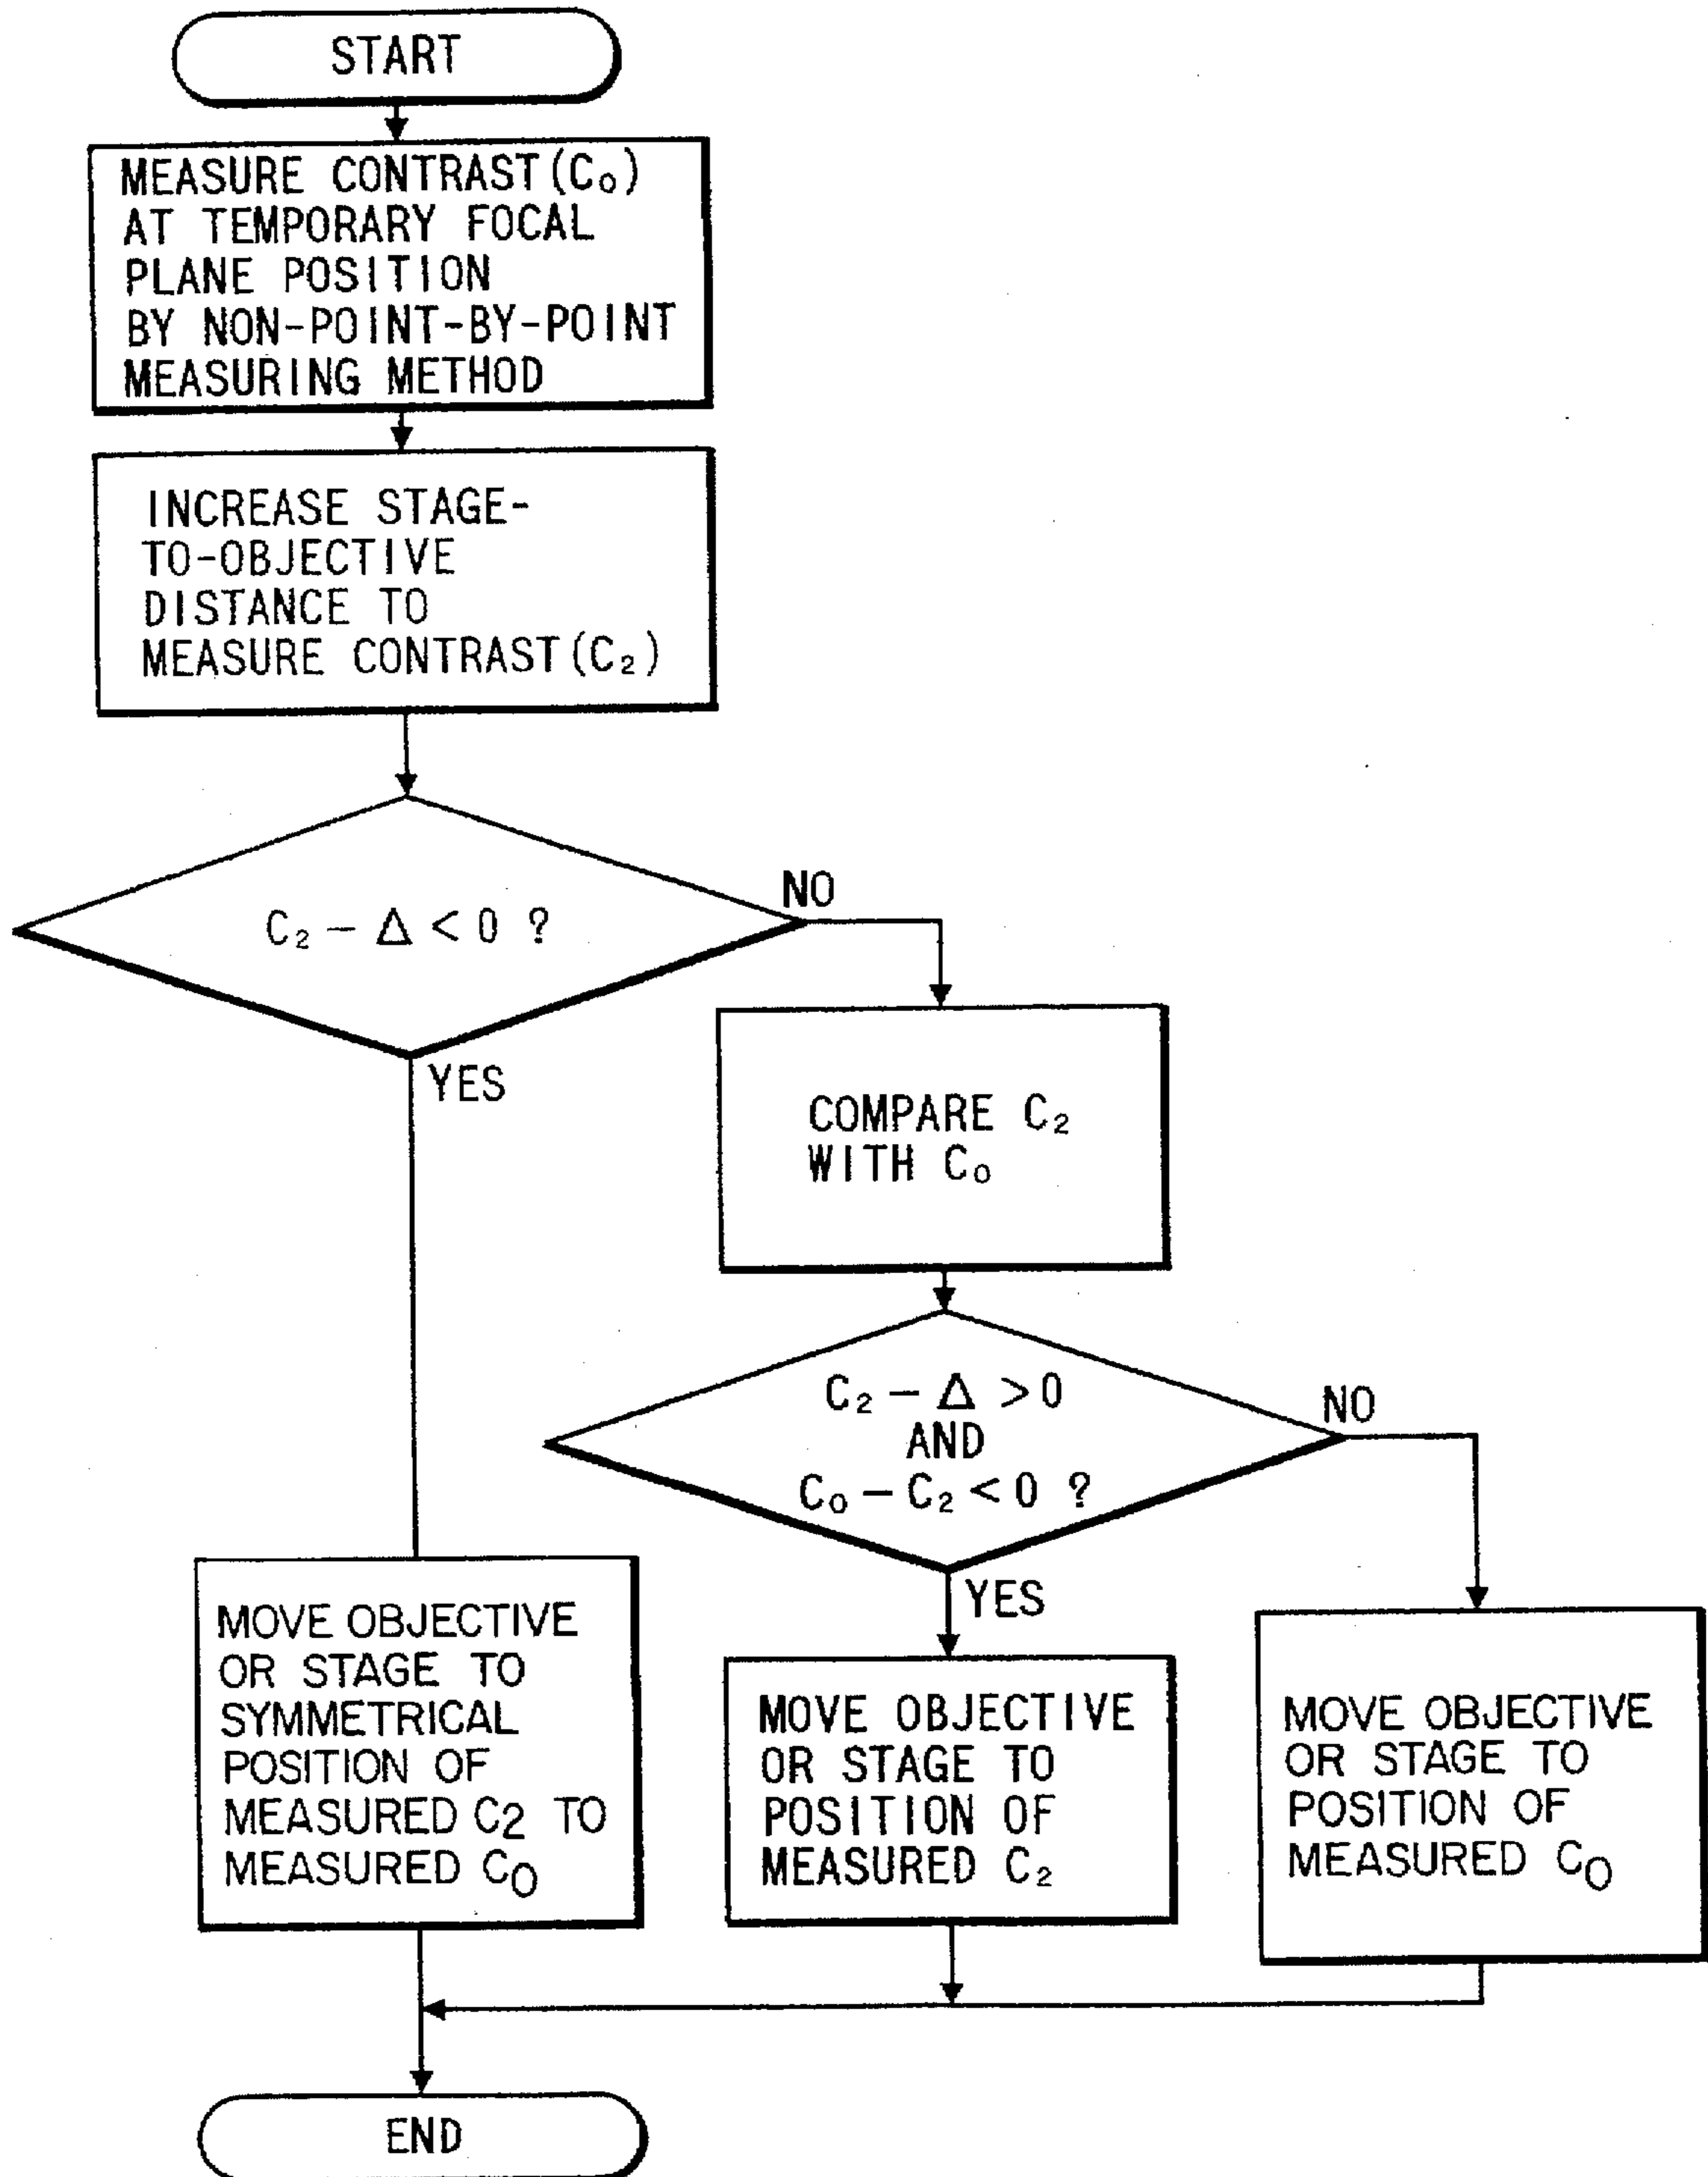 START
MEASURE CONTRAST(C₀)
AT TEMPORARY FOCAL
PLANE POSITION
BY NON-POINT-BY-POINT
MEASURING METHOD
INCREASE STAGE-
TO-OBJECTIVE
DISTANCE TO
MEASURE CONTRAST(C₂)
C₂ – Δ < 0 ?
NO
YES
COMPARE C₂
WITH C₀
C₂ – Δ > 0
AND
C₀ – C₂ < 0 ?
NO
YES
MOVE OBJECTIVE
OR STAGE TO
SYMMETRICAL
POSITION OF
MEASURED C2 TO
MEASURED C₀
MOVE OBJECTIVE
OR STAGE TO
POSITION OF
MEASURED C₂
MOVE OBJECTIVE
OR STAGE TO
POSITION OF
MEASURED C₀
END